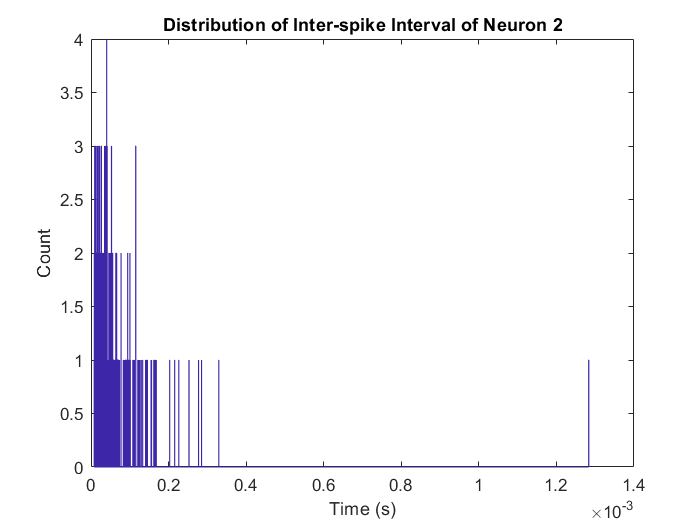 Distribution of Inter-spike Interval of Neuron 2
4
3.5
3
2.5
2
1.5
1
0.5
0
Count
0 0.2 0.4 0.6 0.8 1 1.2 1.4
Time (s)
×10⁻³